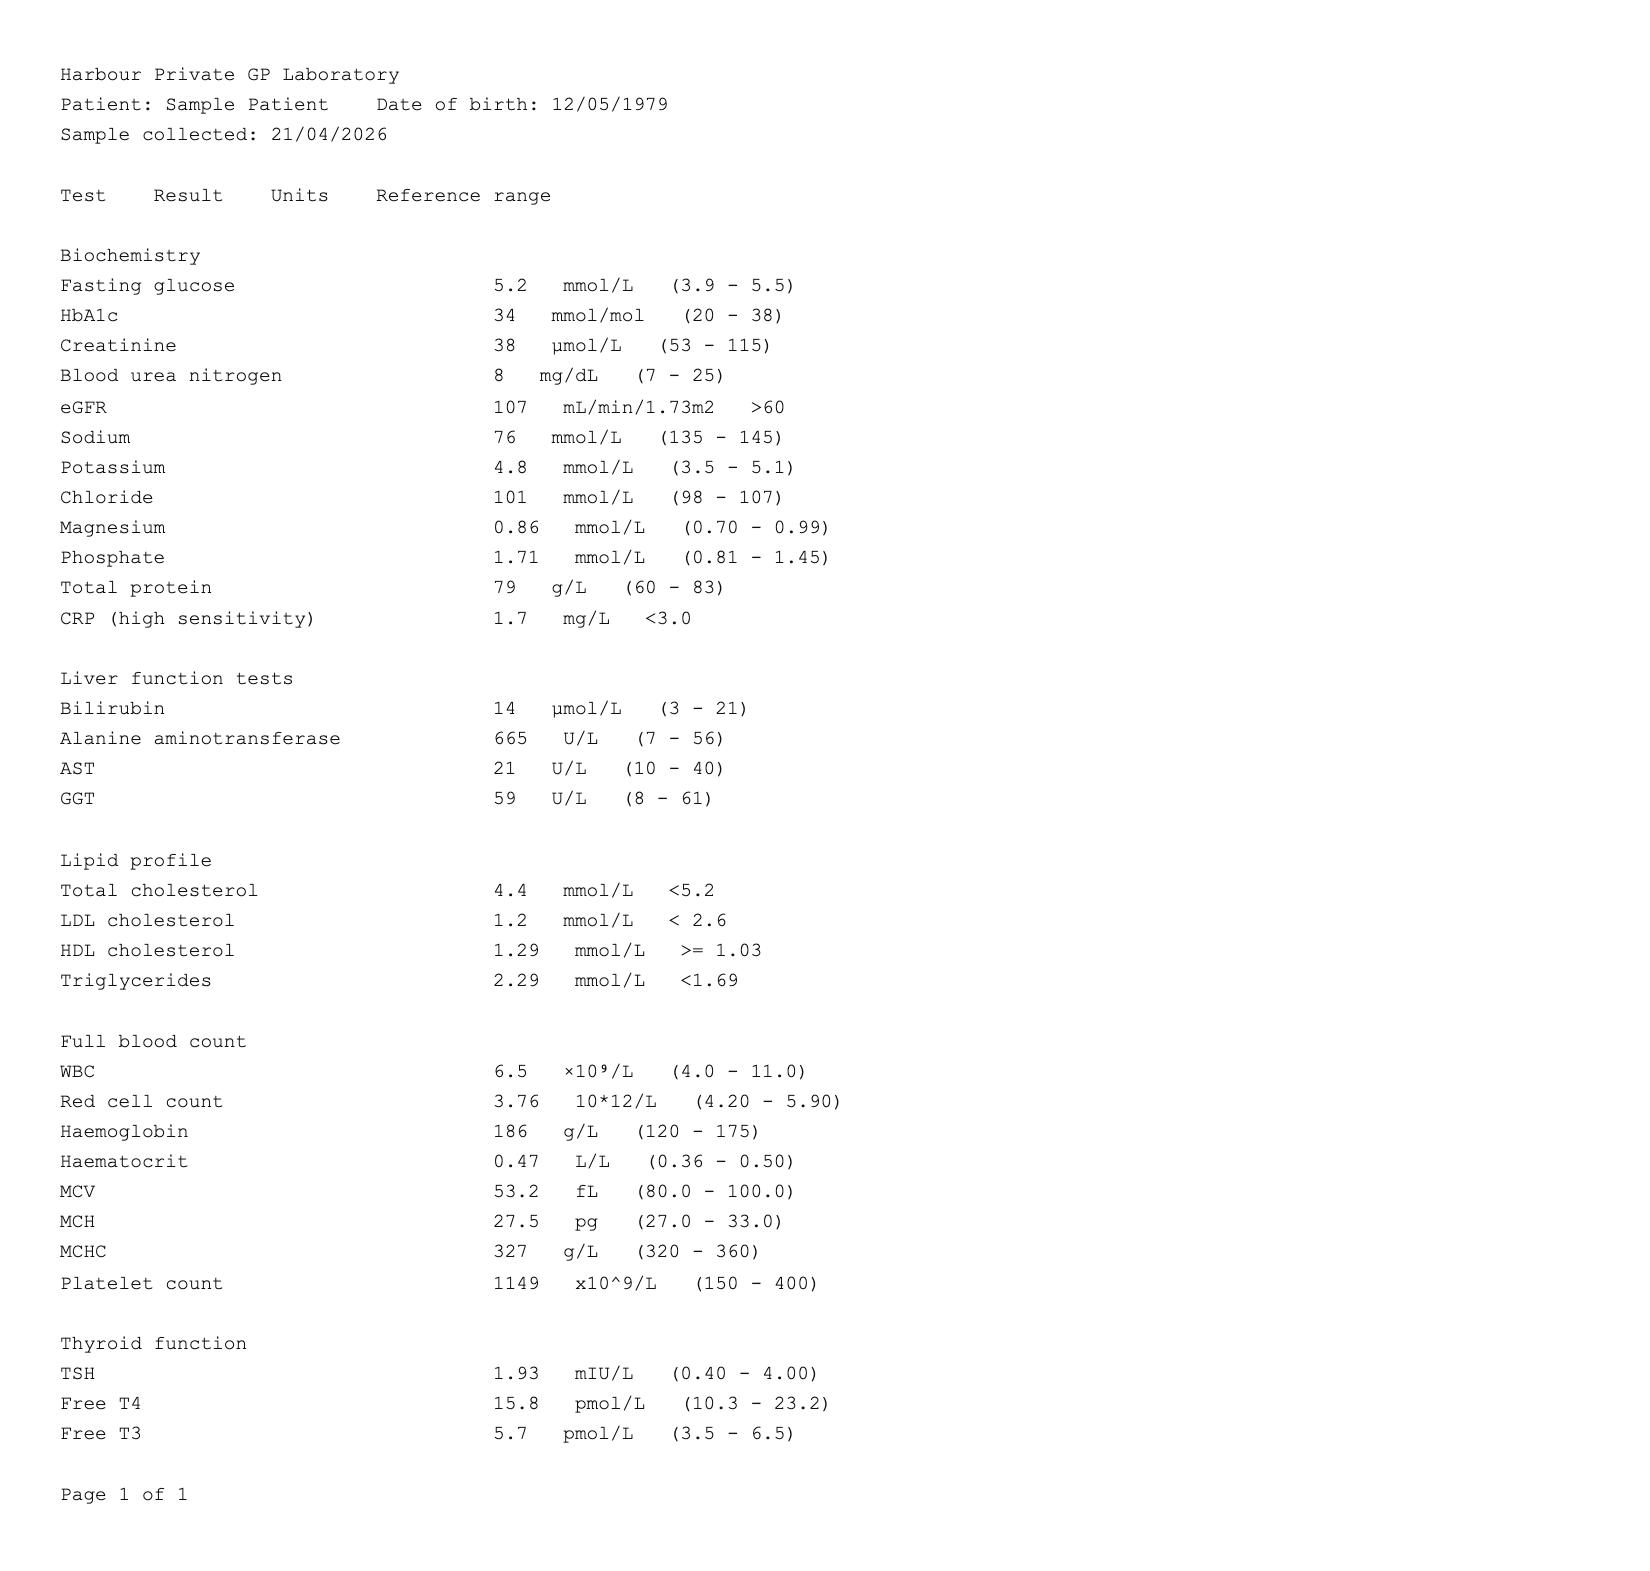 Harbour Private GP Laboratory
Patient: Sample Patient    Date of birth: 12/05/1979
Sample collected: 21/04/2026
Test    Result    Units    Reference range
Biochemistry
Fasting glucose    5.2   mmol/L   (3.9 - 5.5)
HbA1c    34   mmol/mol   (20 - 38)
Creatinine    38   µmol/L   (53 - 115)
Blood urea nitrogen    8   mg/dL   (7 - 25)
eGFR    107   mL/min/1.73m2   >60
Sodium    76   mmol/L   (135 - 145)
Potassium    4.8   mmol/L   (3.5 - 5.1)
Chloride    101   mmol/L   (98 - 107)
Magnesium    0.86   mmol/L   (0.70 - 0.99)
Phosphate    1.71   mmol/L   (0.81 - 1.45)
Total protein    79   g/L   (60 - 83)
CRP (high sensitivity)    1.7   mg/L   <3.0
Liver function tests
Bilirubin    14   µmol/L   (3 - 21)
Alanine aminotransferase    665   U/L   (7 - 56)
AST    21   U/L   (10 - 40)
GGT    59   U/L   (8 - 61)
Lipid profile
Total cholesterol    4.4   mmol/L   <5.2
LDL cholesterol    1.2   mmol/L   < 2.6
HDL cholesterol    1.29   mmol/L   >= 1.03
Triglycerides    2.29   mmol/L   <1.69
Full blood count
WBC    6.5   ×10⁹/L   (4.0 - 11.0)
Red cell count    3.76   10*12/L   (4.20 - 5.90)
Haemoglobin    186   g/L   (120 - 175)
Haematocrit    0.47   L/L   (0.36 - 0.50)
MCV    53.2   fL   (80.0 - 100.0)
MCH    27.5   pg   (27.0 - 33.0)
MCHC    327   g/L   (320 - 360)
Platelet count    1149   x10^9/L   (150 - 400)
Thyroid function
TSH    1.93   mIU/L   (0.40 - 4.00)
Free T4    15.8   pmol/L   (10.3 - 23.2)
Free T3    5.7   pmol/L   (3.5 - 6.5)
Page 1 of 1